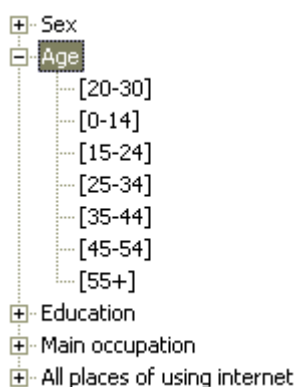 Sex
Age
[20-30]
[0-14]
[15-24]
[25-34]
[35-44]
[45-54]
[55+]
Education
Main occupation
All places of using internet